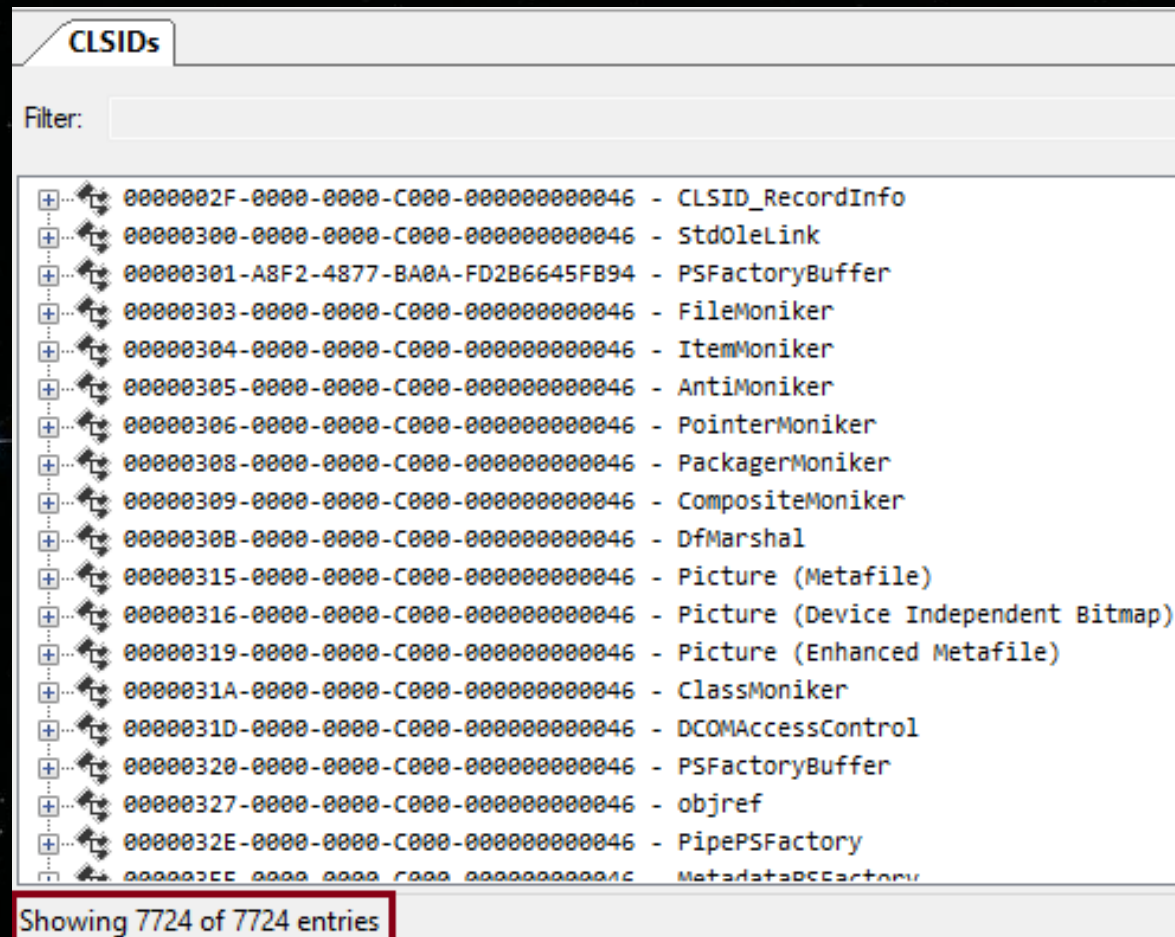 CLSIDs
Filter:
0000002F-0000-0000-C000-000000000046 - CLSID_RecordInfo
00000300-0000-0000-C000-000000000046 - StdOleLink
00000301-A8F2-4877-BA0A-FD2B6645FB94 - PSFactoryBuffer
00000303-0000-0000-C000-000000000046 - FileMoniker
00000304-0000-0000-C000-000000000046 - ItemMoniker
00000305-0000-0000-C000-000000000046 - AntiMoniker
00000306-0000-0000-C000-000000000046 - PointerMoniker
00000308-0000-0000-C000-000000000046 - PackagerMoniker
00000309-0000-0000-C000-000000000046 - CompositeMoniker
0000030B-0000-0000-C000-000000000046 - DfMarshal
00000315-0000-0000-C000-000000000046 - Picture (Metafile)
00000316-0000-0000-C000-000000000046 - Picture (Device Independent Bitmap)
00000319-0000-0000-C000-000000000046 - Picture (Enhanced Metafile)
0000031A-0000-0000-C000-000000000046 - ClassMoniker
0000031D-0000-0000-C000-000000000046 - DCOMAccessControl
00000320-0000-0000-C000-000000000046 - PSFactoryBuffer
00000327-0000-0000-C000-000000000046 - objref
0000032E-0000-0000-C000-000000000046 - PipePSFactory
MetadataPSFactory
Showing 7724 of 7724 entries